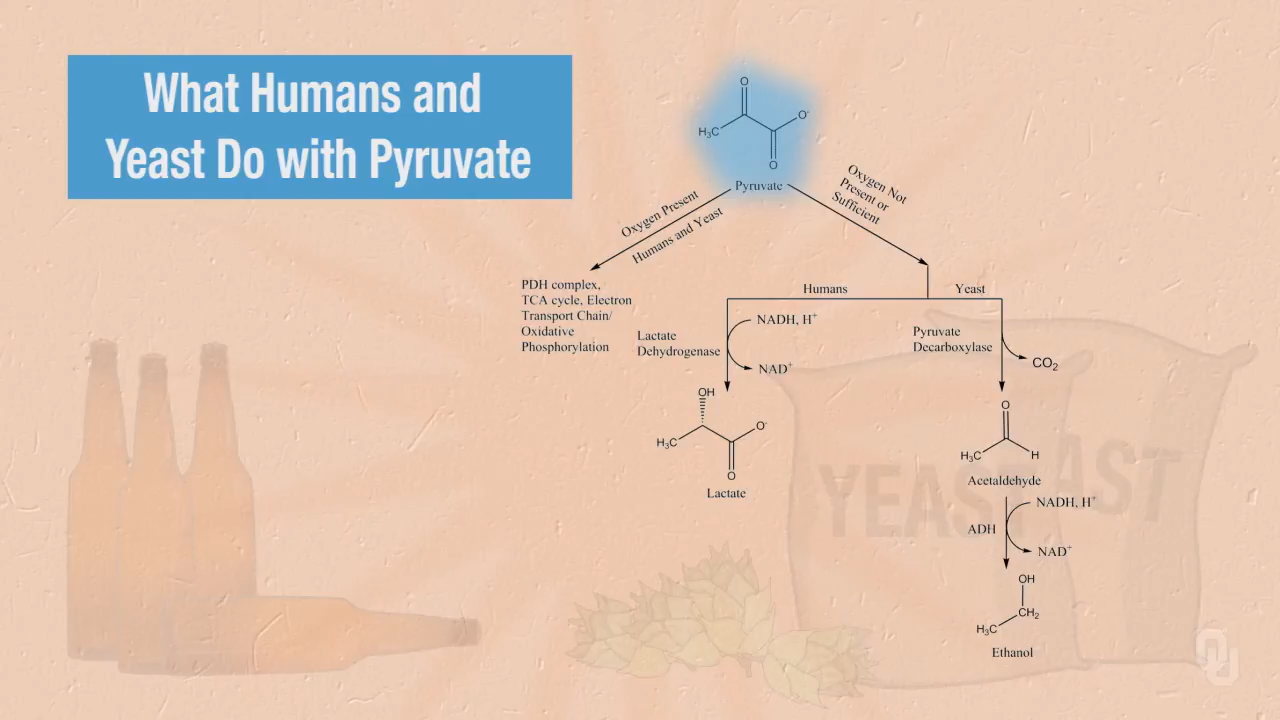 What Humans and
Yeast Do with Pyruvate
O
H₃C
O⁻
O
Pyruvate
Oxygen Present
Humans and Yeast
Oxygen Not
Present or
Sufficient
PDH complex,
TCA cycle, Electron
Transport Chain/
Oxidative
Phosphorylation
Humans
Yeast
Lactate
Dehydrogenase
NADH, H⁺
NAD⁺
OH
H₃C
O⁻
O
Lactate
Pyruvate
Decarboxylase
CO₂
O
H₃C
H
Acetaldehyde
ADH
NADH, H⁺
NAD⁺
OH
CH₂
H₃C
Ethanol
YEAST
EAST
OU